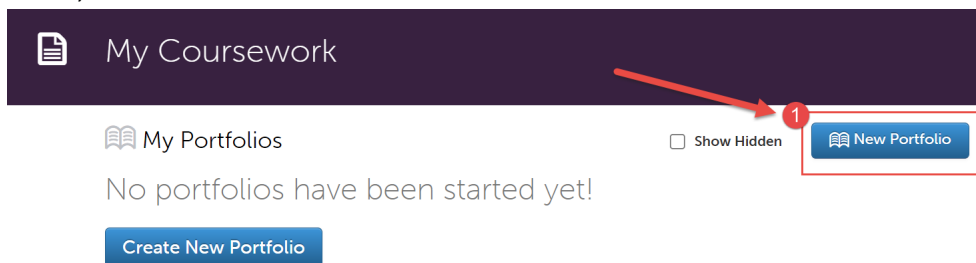 My Coursework
1
My Portfolios
Show Hidden
New Portfolio
No portfolios have been started yet!
Create New Portfolio